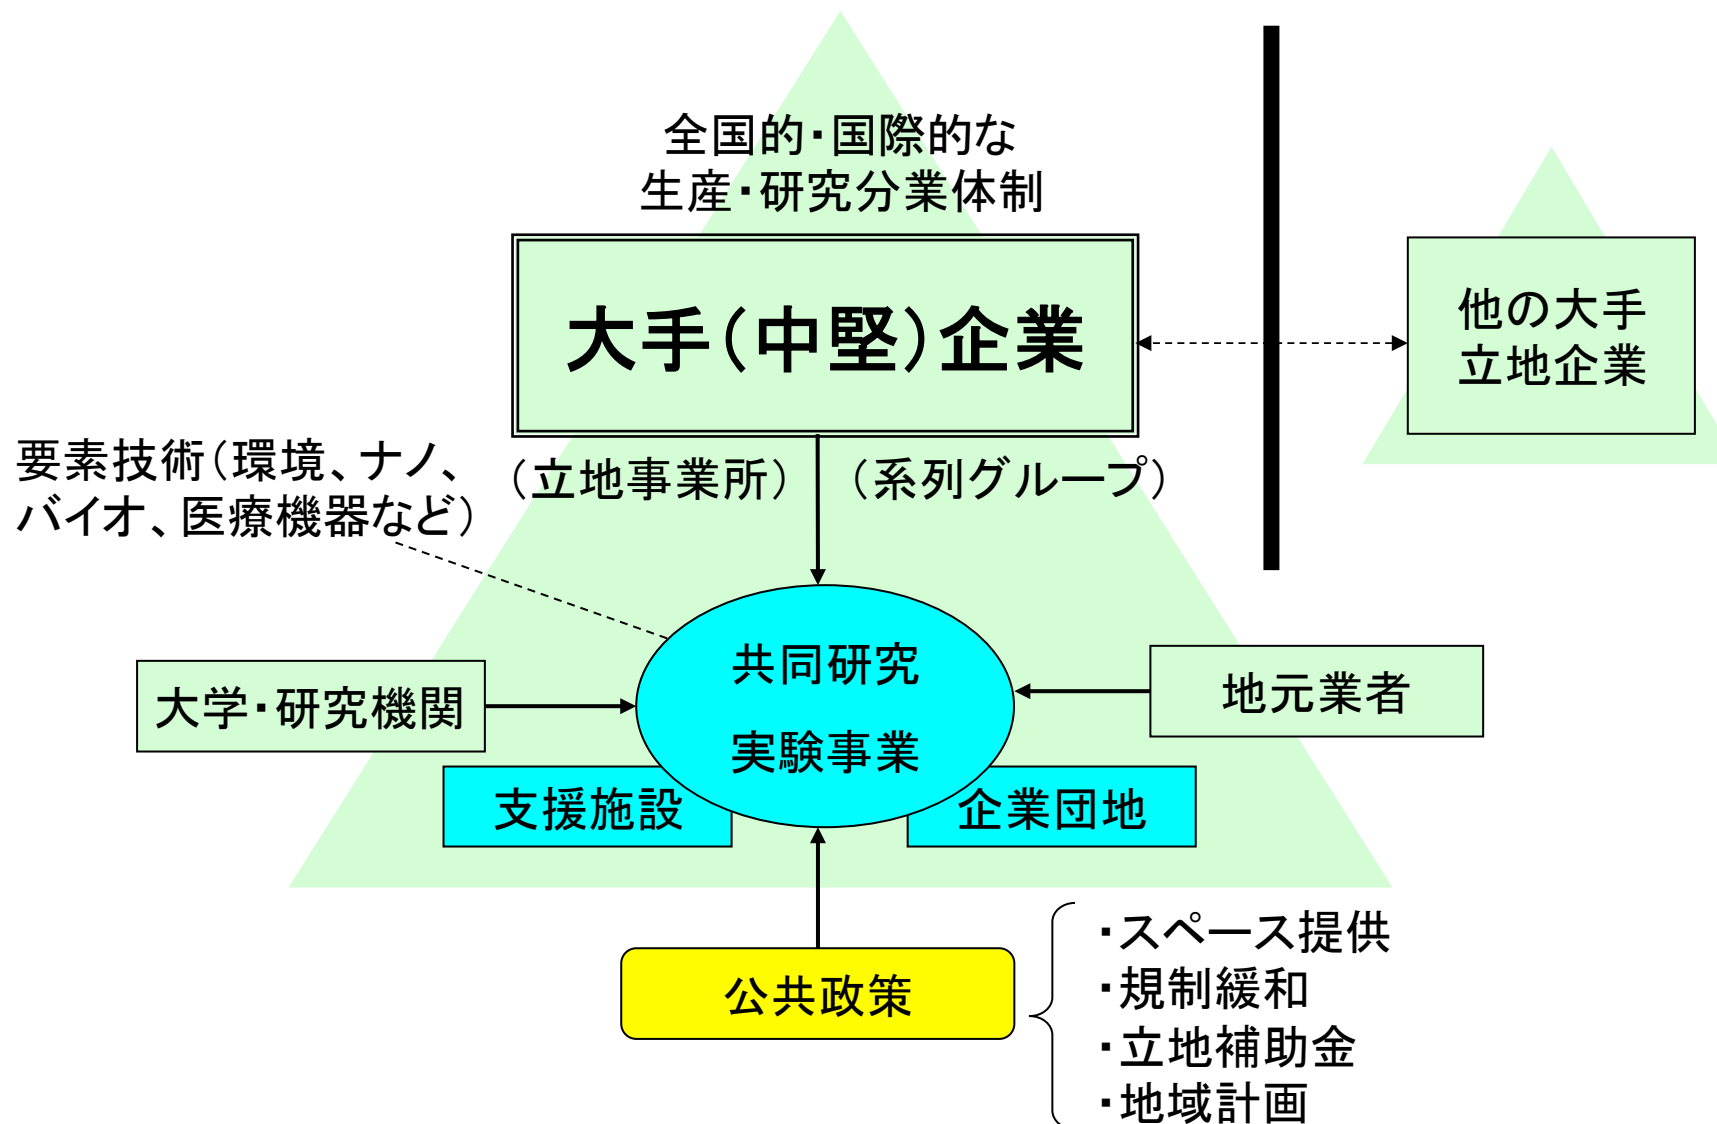 全国的・国際的な
生産・研究分業体制
大手（中堅）企業
他の大手
立地企業
要素技術（環境、ナノ、
バイオ、医療機器など）
（立地事業所）
（系列グループ）
共同研究
実験事業
大学・研究機関
地元業者
支援施設
企業団地
公共政策
・スペース提供
・規制緩和
・立地補助金
・地域計画